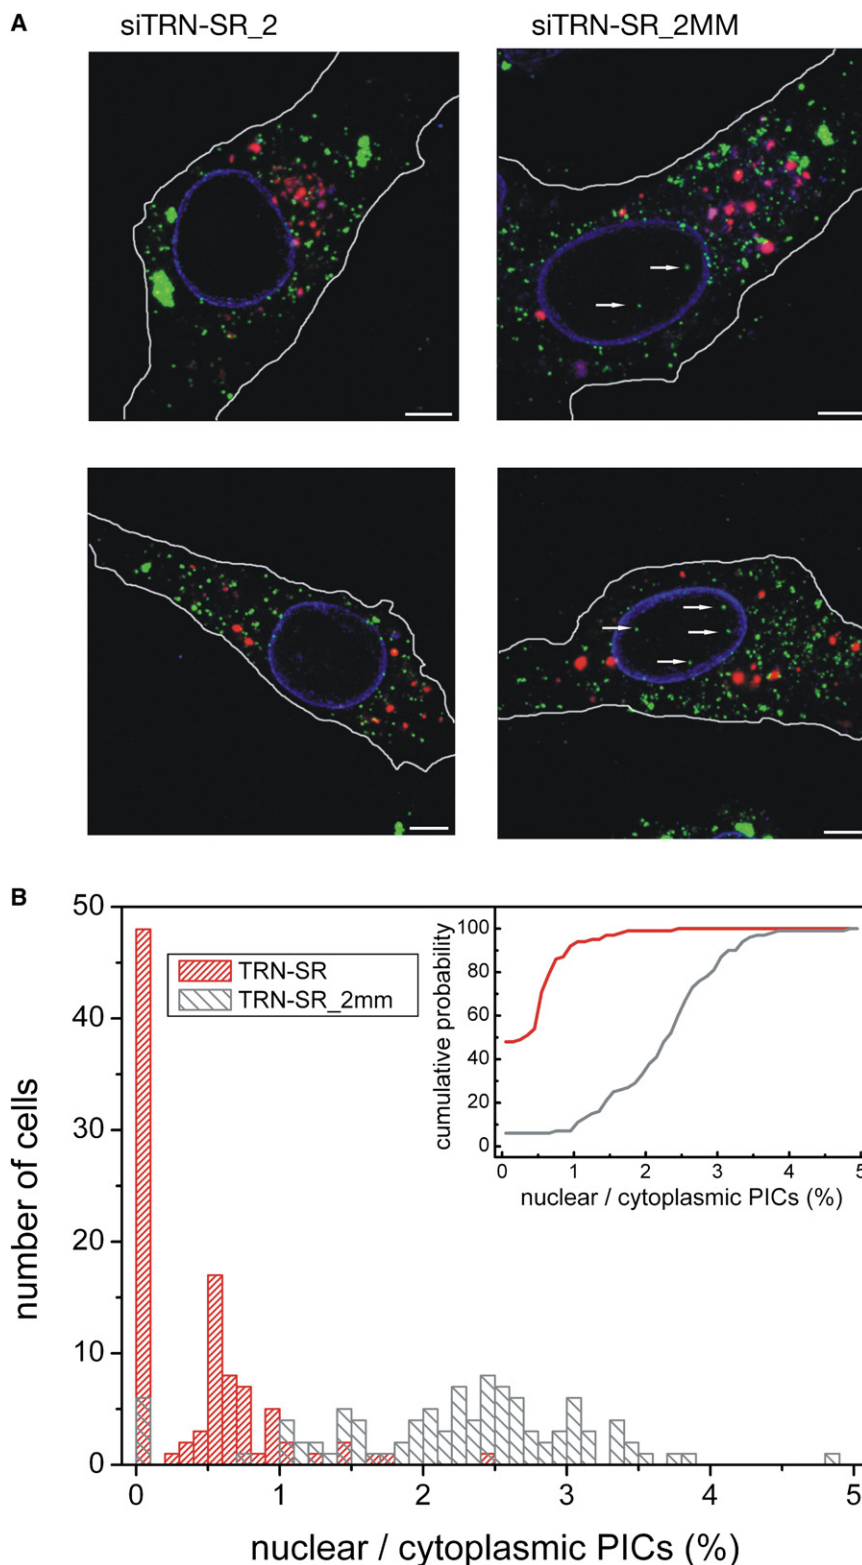 A
siTRN-SR_2
siTRN-SR_2MM
B
50
40
30
20
10
0
number of cells
TRN-SR
TRN-SR_2mm
100
80
60
40
20
0
cumulative probability
0 1 2 3 4 5
nuclear / cytoplasmic PICs (%)
0 1 2 3 4 5
nuclear / cytoplasmic PICs (%)